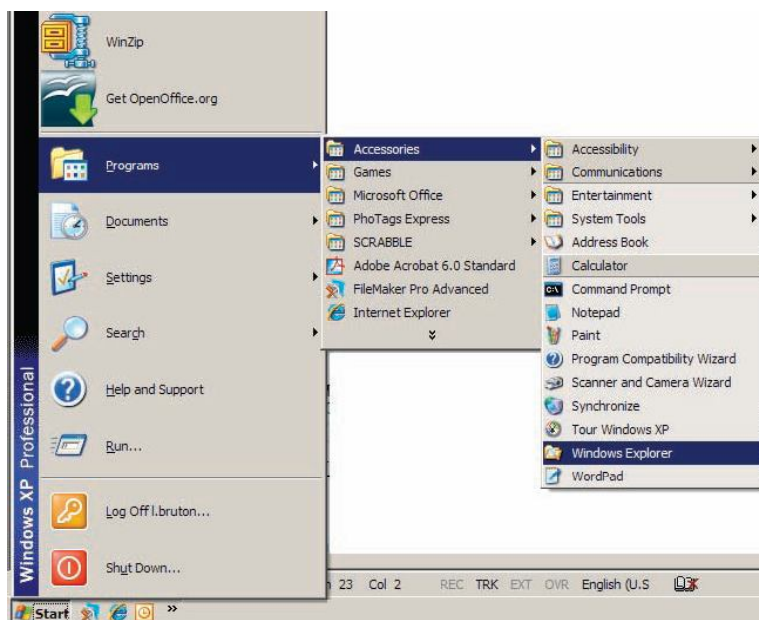 WinZip
Get OpenOffice.org
Programs
Documents
Settings
Search
Help and Support
Run...
Log Off l.bruton...
Shut Down...
Windows XP Professional
Accessories
Games
Microsoft Office
PhoTags Express
SCRABBLE
Adobe Acrobat 6.0 Standard
FileMaker Pro Advanced
Internet Explorer
Accessibility
Communications
Entertainment
System Tools
Address Book
Calculator
Command Prompt
Notepad
Paint
Program Compatibility Wizard
Scanner and Camera Wizard
Synchronize
Tour Windows XP
Windows Explorer
WordPad
23 Col 2 REC TRK EXT OVR English (U.S
Start »